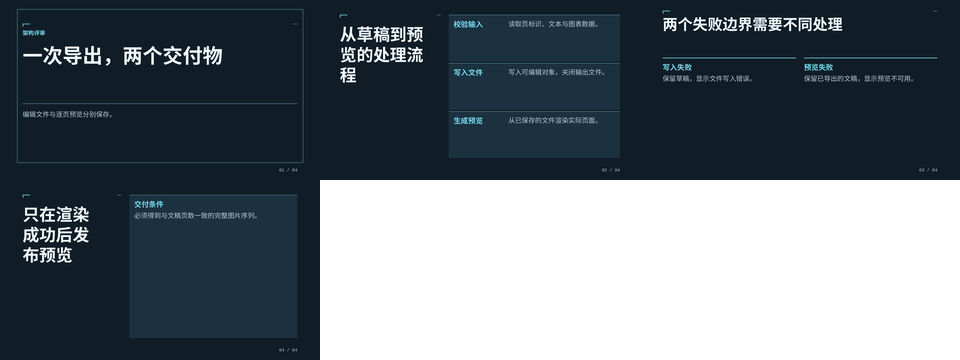 架构评审
一次导出，两个交付物
编辑文件与逐页预览分别保存。
01 / 04
从草稿到预
览的处理流
程
校验输入
读取页标识、文本与图表数据。
写入文件
写入可编辑对象，关闭输出文件。
生成预览
从已保存的文件渲染实际页面。
02 / 04
两个失败边界需要不同处理
写入失败
保留草稿，显示文件写入错误。
预览失败
保留已导出的文稿，显示预览不可用。
03 / 04
只在渲染
成功后发
布预览
交付条件
必须得到与文稿页数一致的完整图片序列。
04 / 04